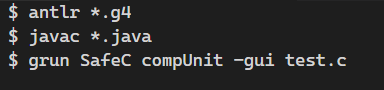 $ antlr *.g4
$ javac *.java
$ grun SafeC compUnit -gui test.c